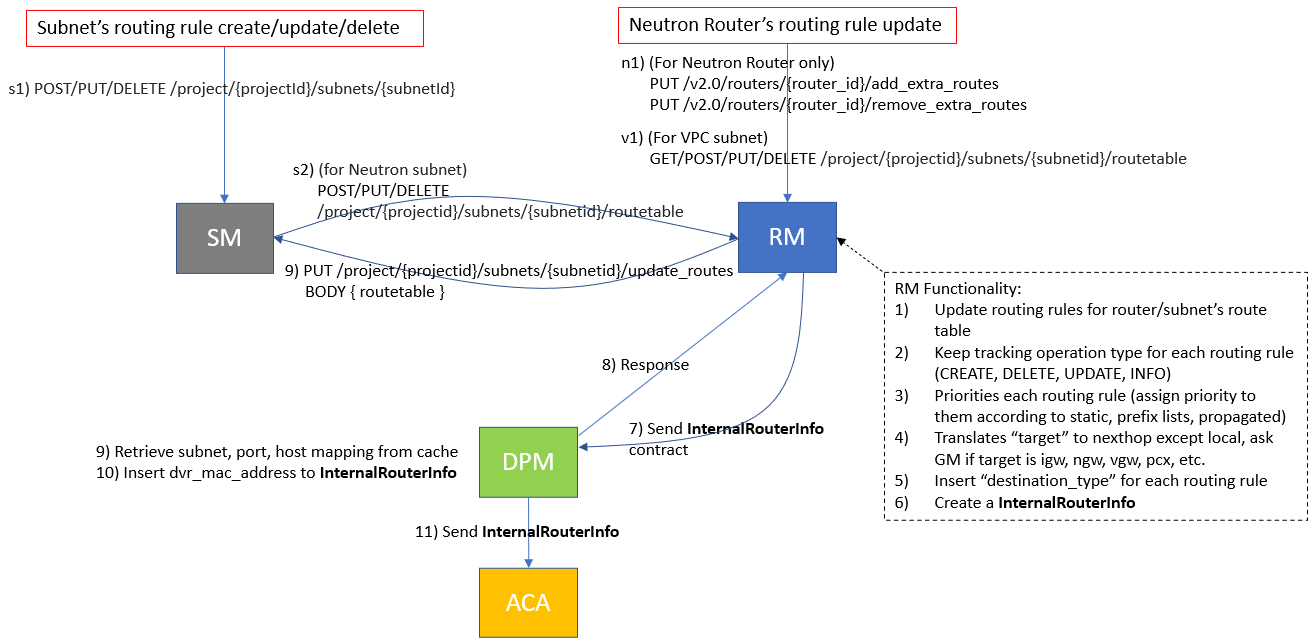 Subnet's routing rule create/update/delete
Neutron Router's routing rule update
s1) POST/PUT/DELETE /project/{projectId}/subnets/{subnetId}
n1) (For Neutron Router only)
PUT /v2.0/routers/{router_id}/add_extra_routes
PUT /v2.0/routers/{router_id}/remove_extra_routes
v1) (For VPC subnet)
GET/POST/PUT/DELETE /project/{projectid}/subnets/{subnetid}/routetable
s2) (for Neutron subnet)
POST/PUT/DELETE
/project/{projectid}/subnets/{subnetid}/routetable
SM
RM
9) PUT /project/{projectid}/subnets/{subnetid}/update_routes
BODY { routetable }
RM Functionality:
1) Update routing rules for router/subnet's route
table
2) Keep tracking operation type for each routing rule
(CREATE, DELETE, UPDATE, INFO)
3) Priorities each routing rule (assign priority to
them according to static, prefix lists, propagated)
4) Translates “target” to nexthop except local, ask
GM if target is igw, ngw, vgw, pcx, etc.
5) Insert “destination_type” for each routing rule
6) Create a InternalRouterInfo
8) Response
7) Send InternalRouterInfo
contract
9) Retrieve subnet, port, host mapping from cache
10) Insert dvr_mac_address to InternalRouterInfo
DPM
11) Send InternalRouterInfo
ACA